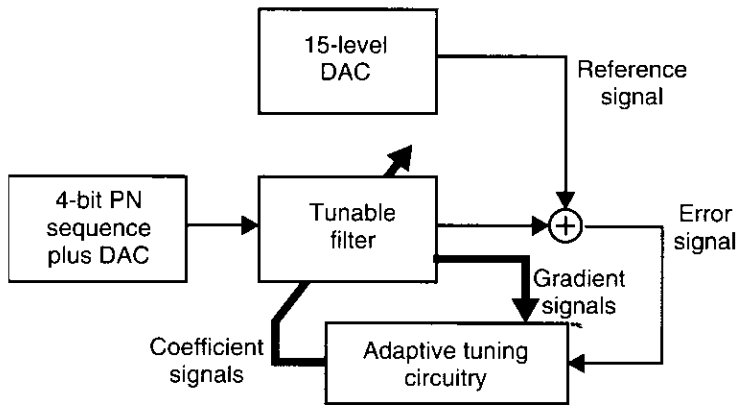 15-level
DAC
Reference
signal
4-bit PN
sequence
plus DAC
Tunable
filter
+
Error
signal
Gradient
signals
Coefficient
signals
Adaptive tuning
circuitry